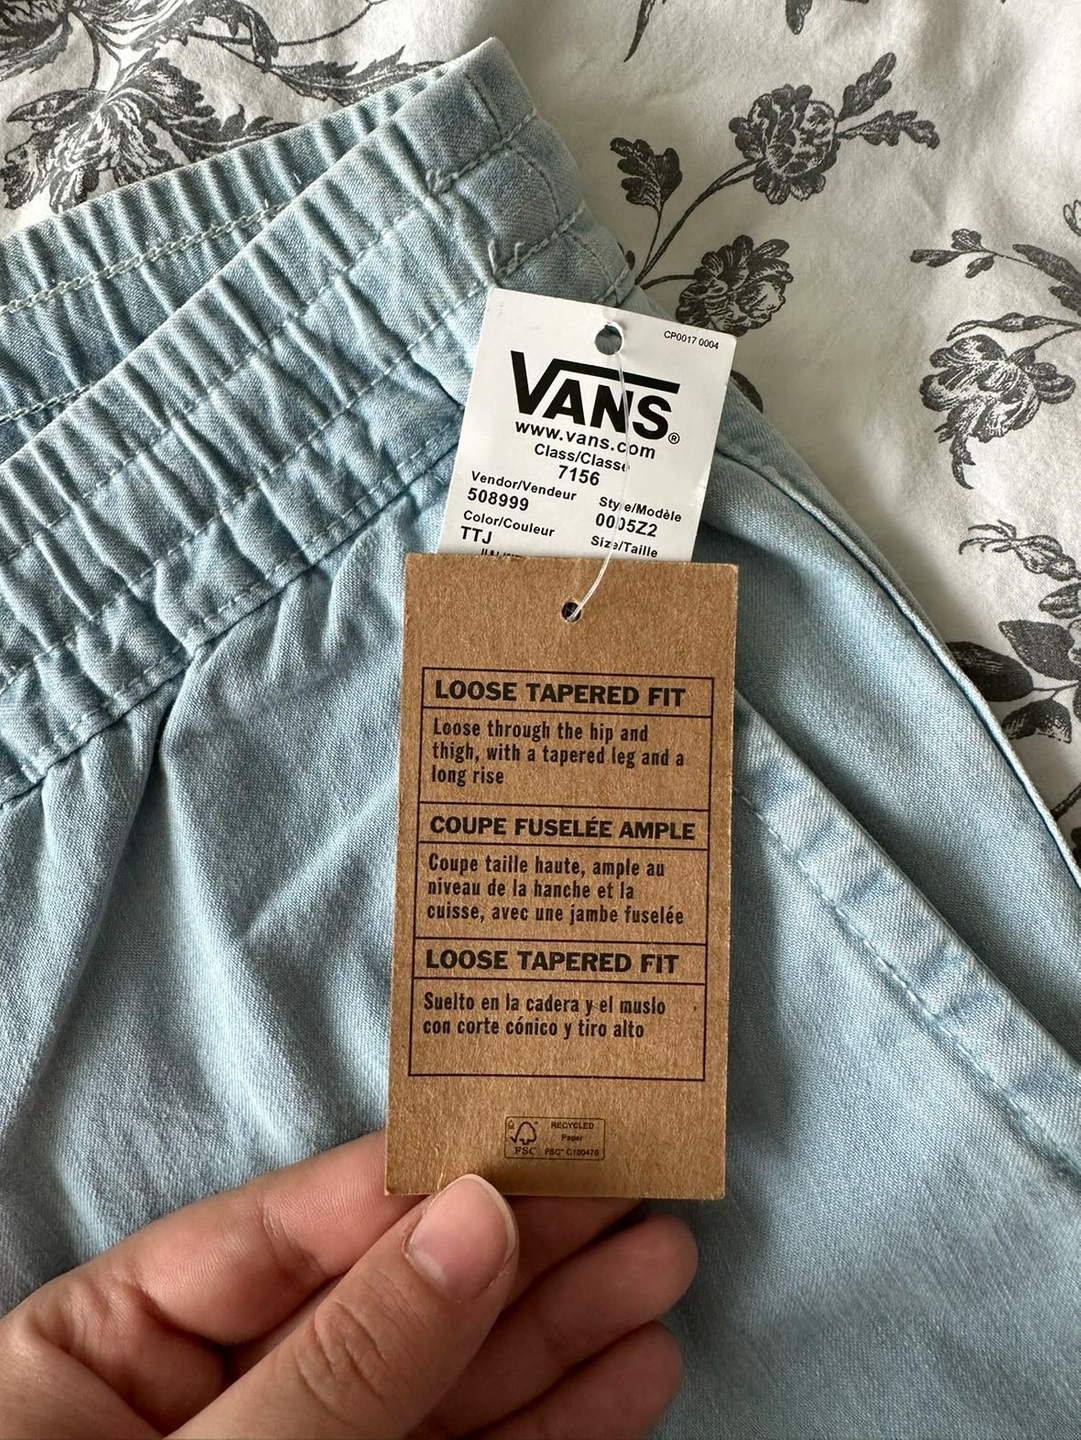 CP0017 0004
VANS®
www.vans.com
Class/Classe
7156
Vendor/Vendeur
508999
Style/Modèle
0005Z2
Color/Couleur
TTJ
Size/Taille
LOOSE TAPERED FIT
Loose through the hip and
thigh, with a tapered leg and a
long rise
COUPE FUSELÉE AMPLE
Coupe taille haute, ample au
niveau de la hanche et la
cuisse, avec une jambe fuselée
LOOSE TAPERED FIT
Suelto en la cadera y el muslo
con corte cónico y tiro alto
FSC
RECYCLED
Paper
FSC™ C100470